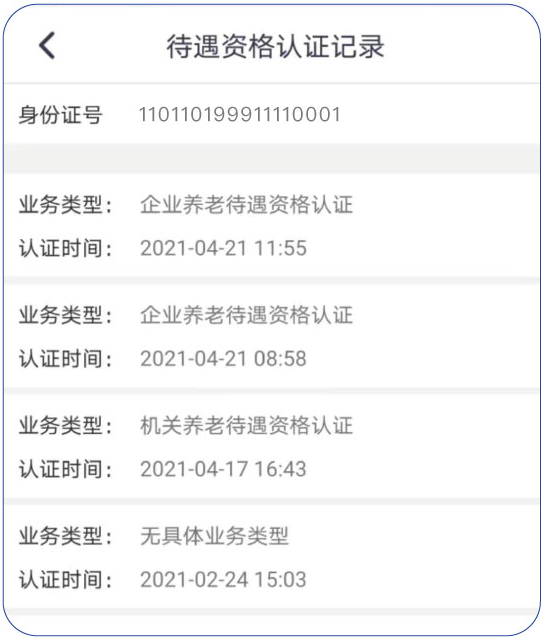 待遇资格认证记录
身份证号 110110199911110001
业务类型： 企业养老待遇资格认证
认证时间： 2021-04-21 11:55
业务类型： 企业养老待遇资格认证
认证时间： 2021-04-21 08:58
业务类型： 机关养老待遇资格认证
认证时间： 2021-04-17 16:43
业务类型： 无具体业务类型
认证时间： 2021-02-24 15:03